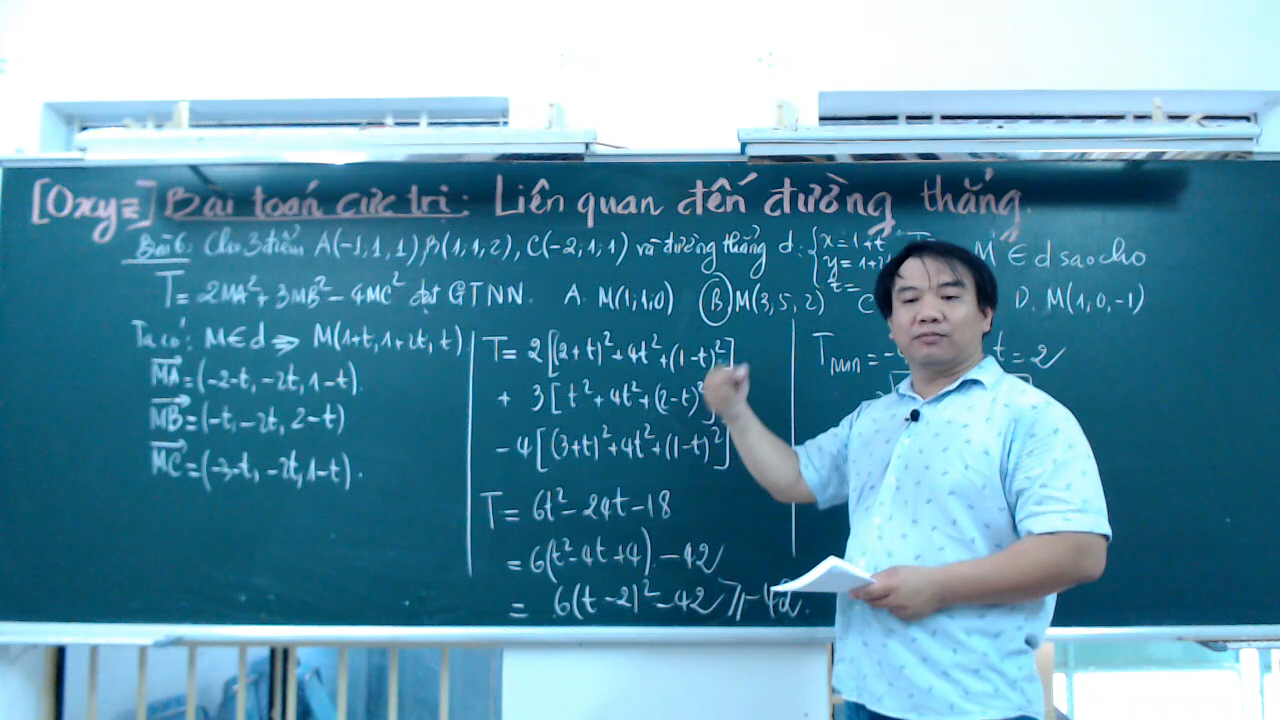 [Oxyz] Bài toán cực trị: Liên quan đến đường thẳng.
Bài 6: Cho 3 điểm A(-1;1,1) B(1;1,2), C(-2;1;1) và đường thẳng d: { x=1+t M ∈ d sao cho
y=1+2t
z=
T= 2MA²+3MB²-4MC² đạt GTNN. A. M(1;1;0) (B) M(3,5,2) C D. M(1,0,-1)
Ta có: M∈d ⇒ M(1+t,1+2t, t)
MA=(-2-t,-2t,1-t).
MB=(-t,-2t, 2-t)
MC=(-3-t, -2t,1-t).
T= 2[(2+t)²+4t²+(1-t)²]
+ 3[t²+4t²+(2-t)²]
-4[(3+t)²+4t²+(1-t)²]
T= 6t²-24t-18
=6(t²-4t+4)-42
= 6(t-2)²-42 ⩾-42.
Tmin=- t=2